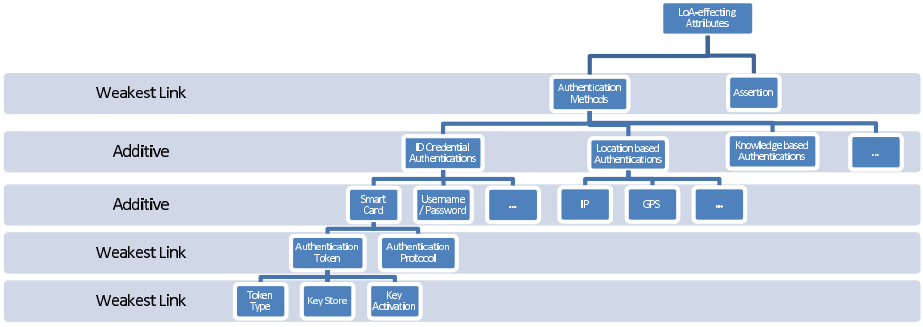 LoA-effecting
Attributes
Weakest Link
Authentication
Methods
Assertion
Additive
ID Credential
Authentications
Location based
Authentications
Knowledge based
Authentications
...
Additive
Smart
Card
Username
/ Password
...
IP
GPS
...
Weakest Link
Authentication
Token
Authentication
Protocol
Weakest Link
Token
Type
Key Store
Key
Activation